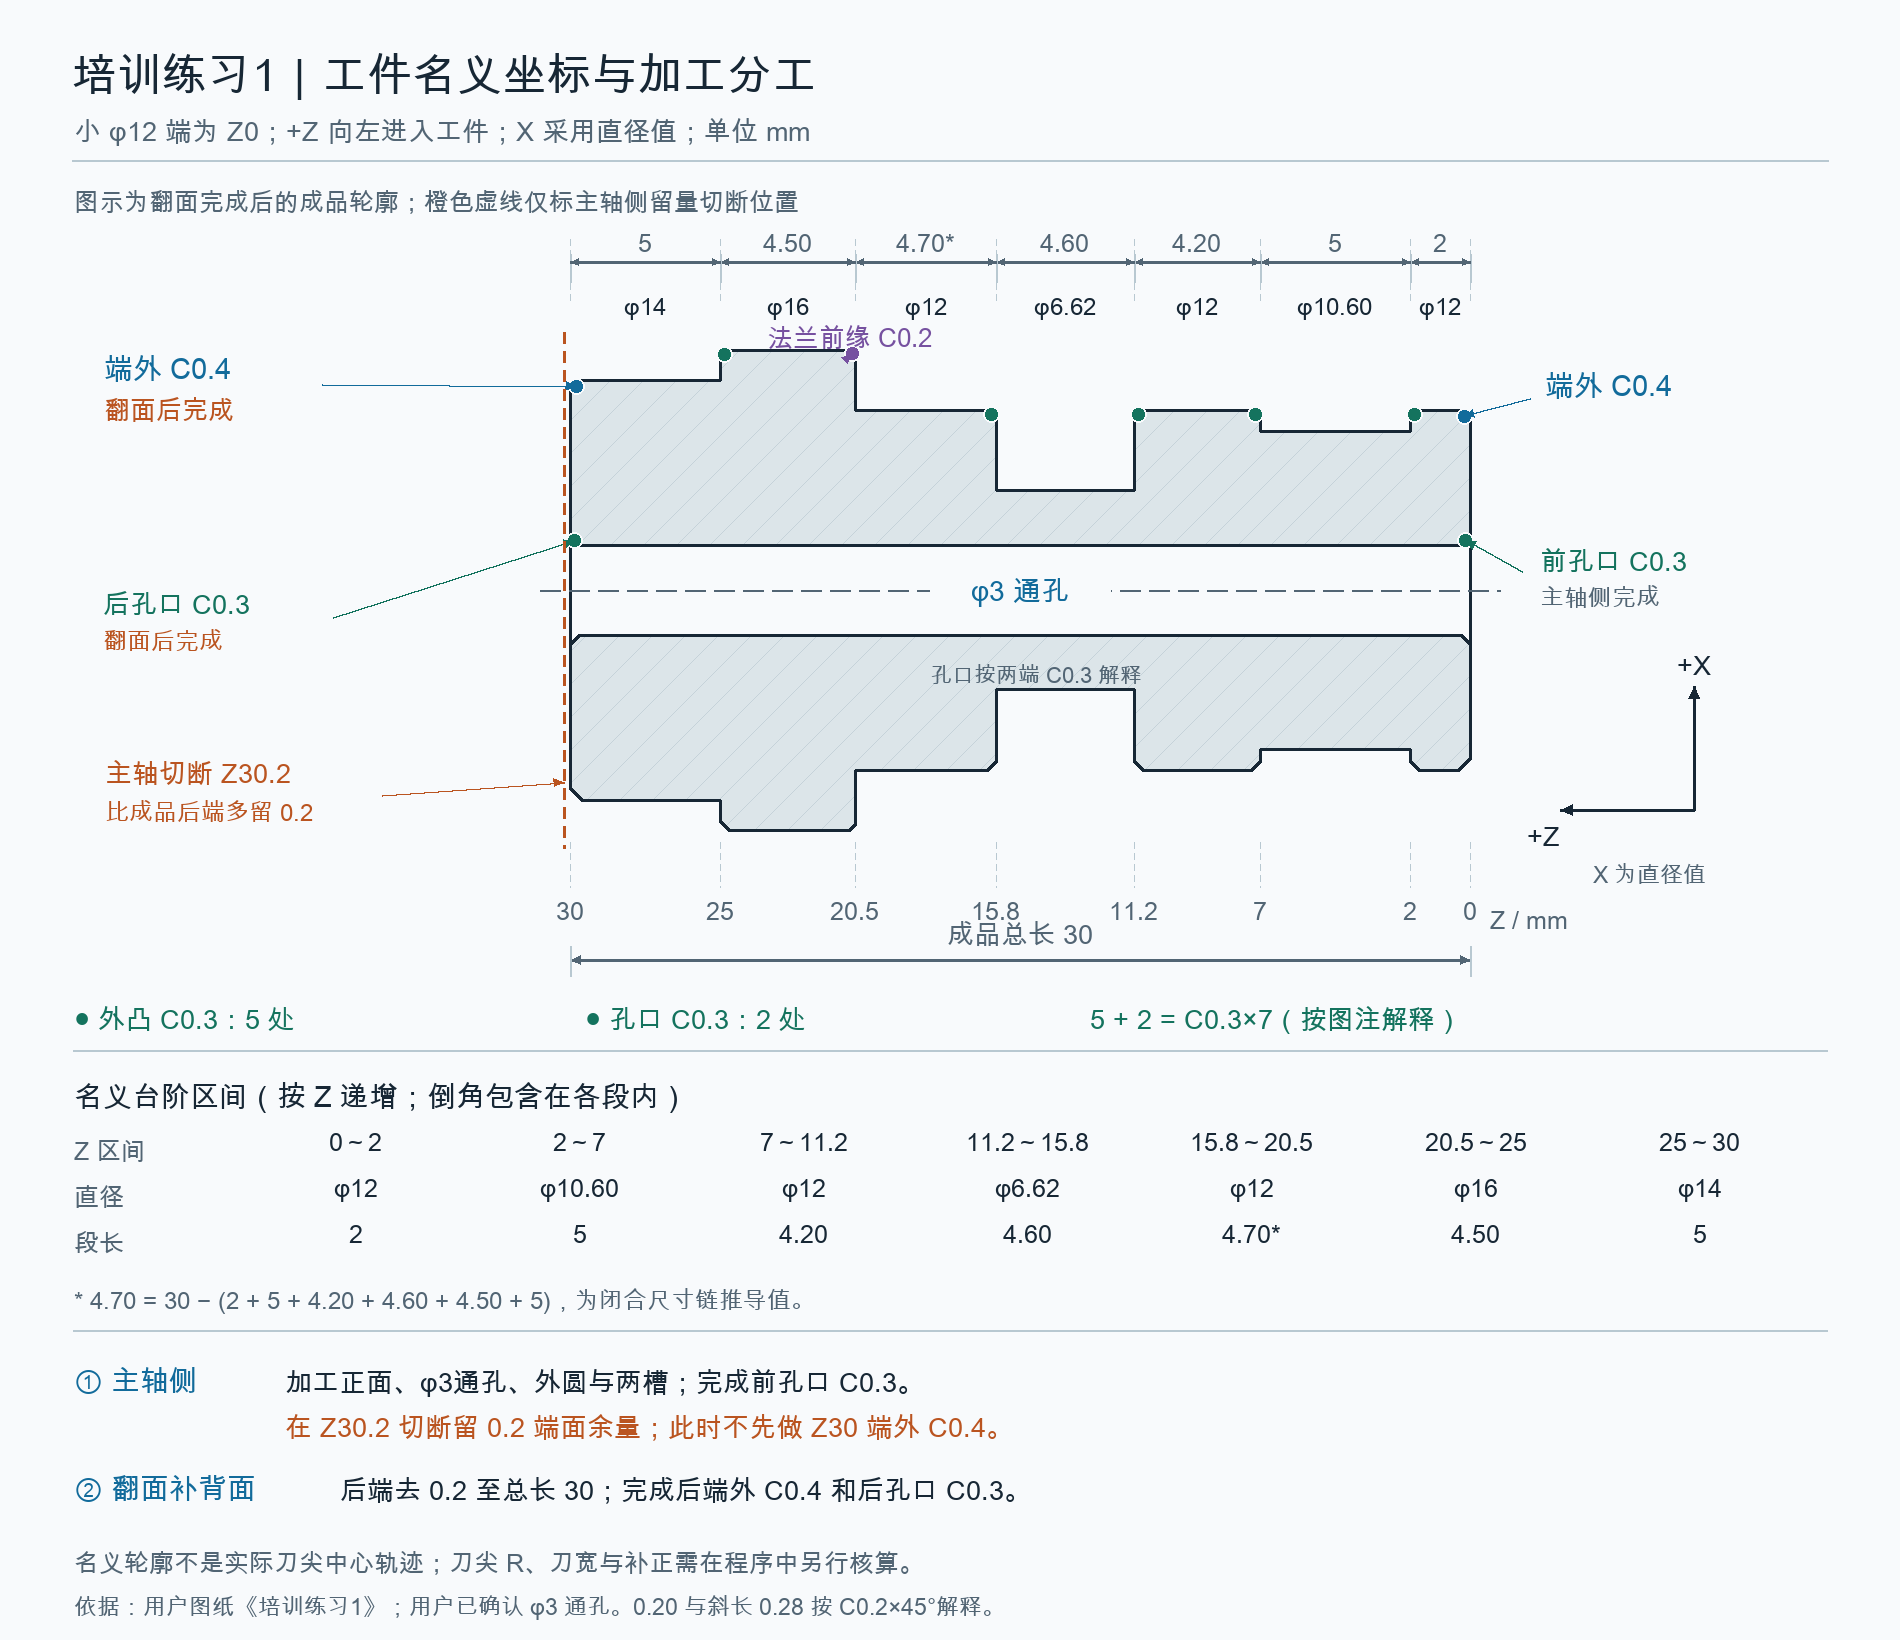 培训练习1 | 工件名义坐标与加工分工
小 φ12 端为 Z0；+Z 向左进入工件；X 采用直径值；单位 mm
图示为翻面完成后的成品轮廓；橙色虚线仅标主轴侧留量切断位置
5 4.50 4.70* 4.60 4.20 5 2
φ14 φ16 φ12 φ6.62 φ12 φ10.60 φ12
法兰前缘 C0.2
端外 C0.4
翻面后完成
端外 C0.4
前孔口 C0.3
主轴侧完成
φ3 通孔
后孔口 C0.3
翻面后完成
孔口按两端 C0.3 解释
+X
主轴切断 Z30.2
比成品后端多留 0.2
+Z
X 为直径值
30 25 20.5 15.8 11.2 7 2 0 Z / mm
成品总长 30
● 外凸 C0.3：5 处 ● 孔口 C0.3：2 处 5 + 2 = C0.3×7（按图注解释）
名义台阶区间（按 Z 递增；倒角包含在各段内）
Z 区间 0～2 2～7 7～11.2 11.2～15.8 15.8～20.5 20.5～25 25～30
直径 φ12 φ10.60 φ12 φ6.62 φ12 φ16 φ14
段长 2 5 4.20 4.60 4.70* 4.50 5
* 4.70 = 30 − (2 + 5 + 4.20 + 4.60 + 4.50 + 5)，为闭合尺寸链推导值。
① 主轴侧 加工正面、φ3通孔、外圆与两槽；完成前孔口 C0.3。
在 Z30.2 切断留 0.2 端面余量；此时不先做 Z30 端外 C0.4。
② 翻面补背面 后端去 0.2 至总长 30；完成后端外 C0.4 和后孔口 C0.3。
名义轮廓不是实际刀尖中心轨迹；刀尖 R、刀宽与补正需在程序中另行核算。
依据：用户图纸《培训练习1》；用户已确认 φ3 通孔。0.20 与斜长 0.28 按 C0.2×45°解释。